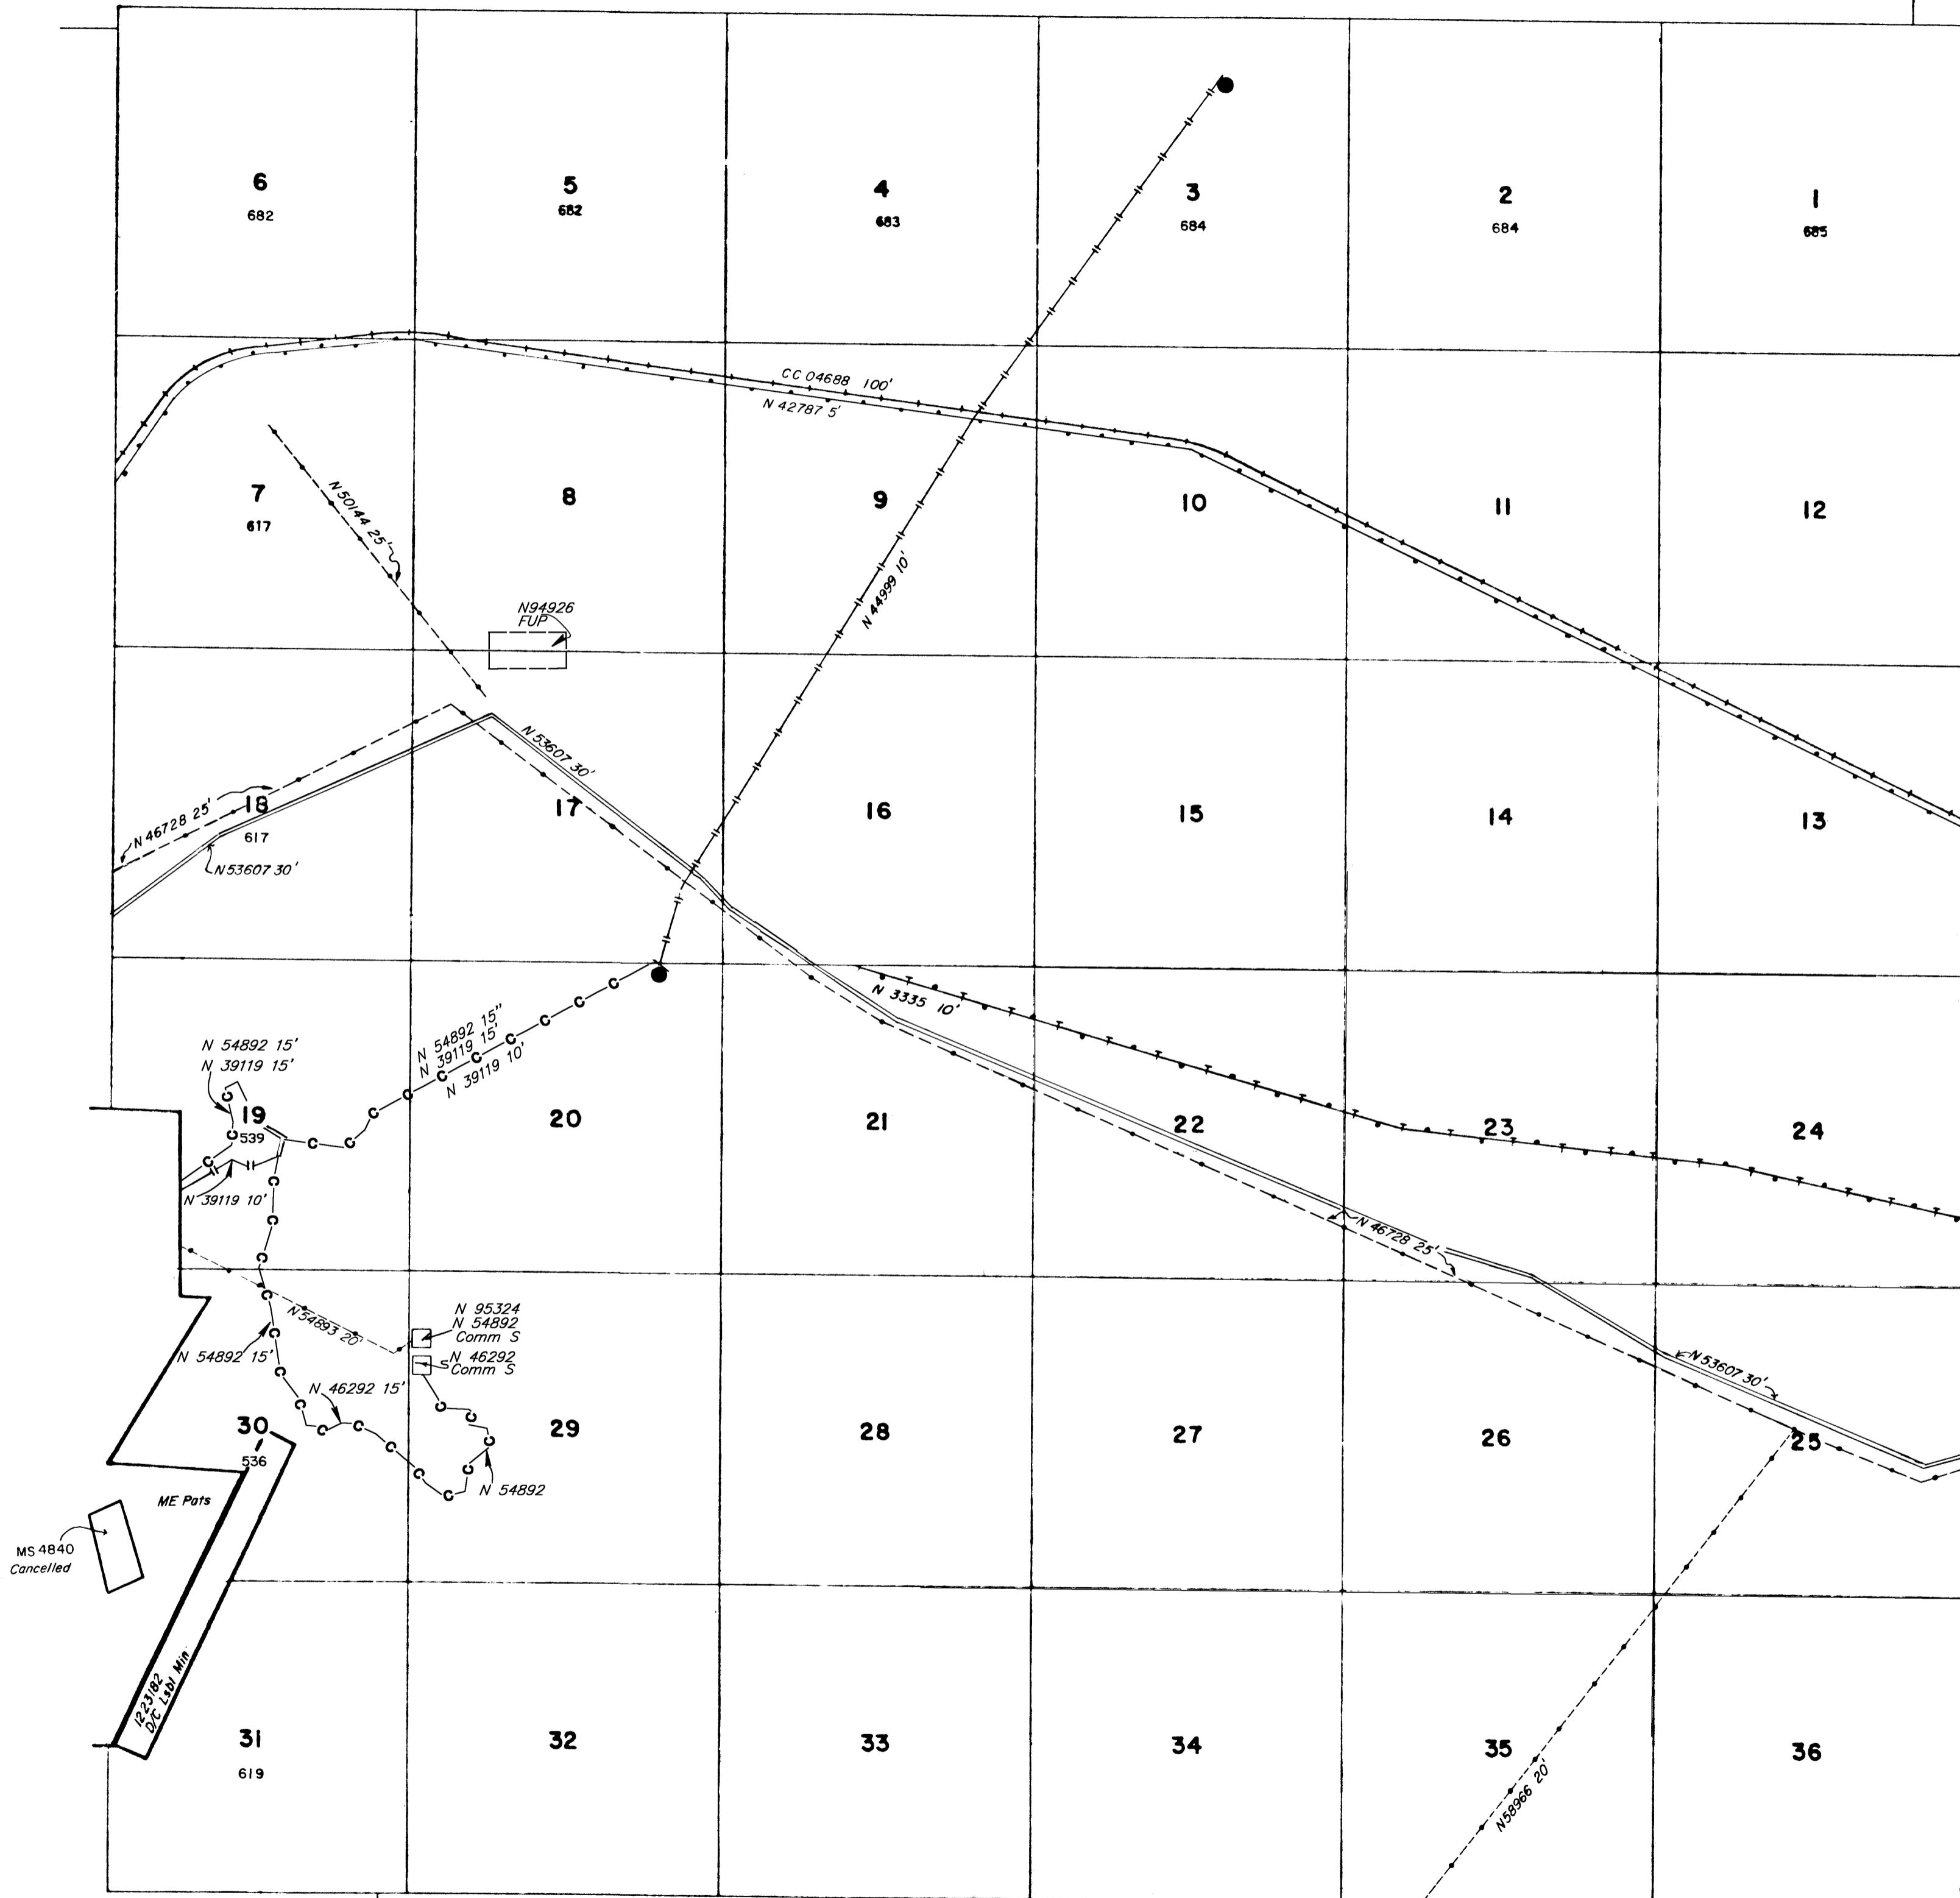 6
682
5
682
4
683
3
684
2
684
1
685
CC 04688 100'
N 42787 5'
7
617
N 50144 25'
8
9
10
11
12
N 44999 10'
N94926
FUP
N 53607 30'
N 46728 25'
18
617
N 53607 30'
17
16
15
14
13
N 3335 10'
N 54892 15"
N 39119 15'
N 39119 10'
N 54892 15'
N 39119 15'
19
539
N 39119 10'
20
21
22
23
24
N 46728 25'
N 54893 20'
N 95324
N 54892
Comm S
N 46292
Comm S
N 54892 15'
N 46292 15'
N 53607 30'
30
536
29
28
27
26
25
N 54892
ME Pats
MS 4840
Cancelled
1223182
D/C Lsbl Min
31
619
32
33
34
35
36
N58966 20'